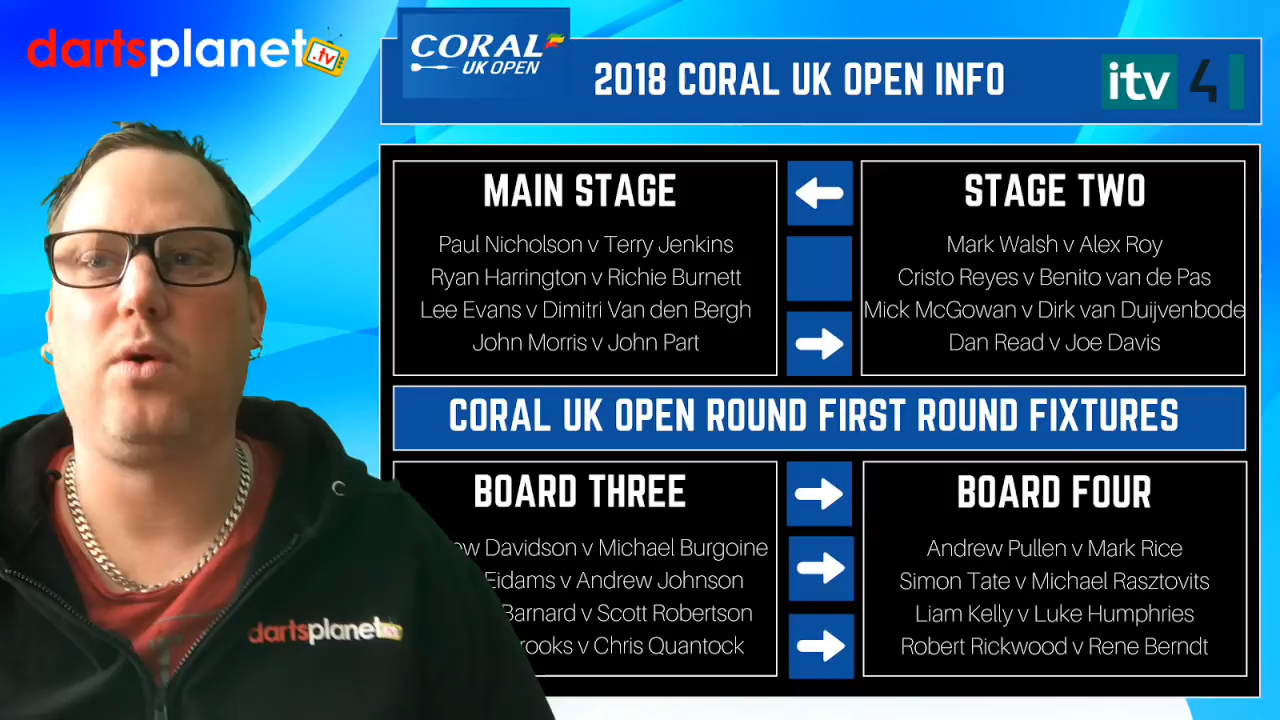 dartsplanet
.tv
CORAL
UK OPEN
2018 CORAL UK OPEN INFO
itv 4
MAIN STAGE
Paul Nicholson v Terry Jenkins
Ryan Harrington v Richie Burnett
Lee Evans v Dimitri Van den Bergh
John Morris v John Part
STAGE TWO
Mark Walsh v Alex Roy
Cristo Reyes v Benito van de Pas
Mick McGowan v Dirk van Duijvenbode
Dan Read v Joe Davis
CORAL UK OPEN ROUND FIRST ROUND FIXTURES
BOARD THREE
Davidson v Michael Burgoine
Eidams v Andrew Johnson
Barnard v Scott Robertson
v Chris Quantock
BOARD FOUR
Andrew Pullen v Mark Rice
Simon Tate v Michael Rasztovits
Liam Kelly v Luke Humphries
Robert Rickwood v Rene Berndt
dartsplanet